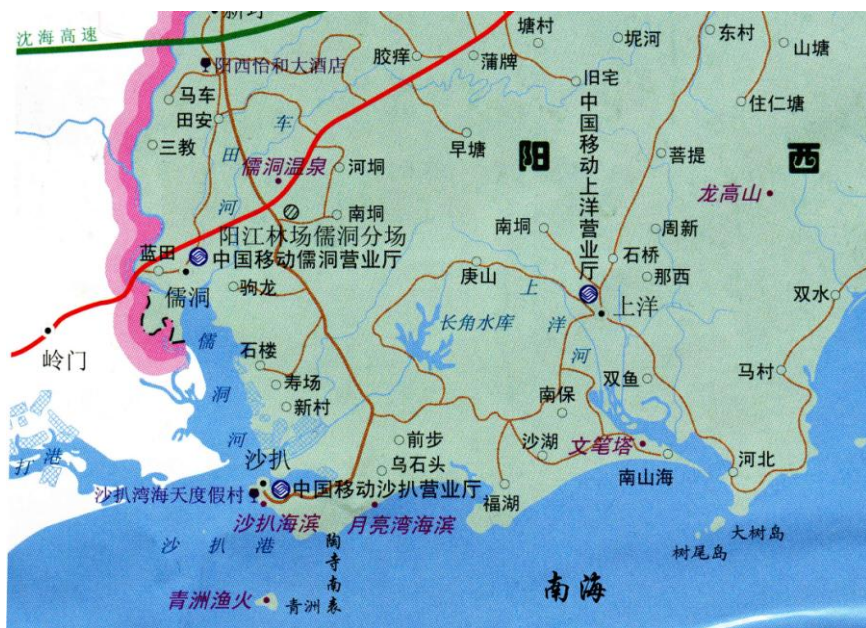 新圩
沈海高速
阳西怡和大酒店
胶痒
蒲牌
塘村
坭河
东村
山塘
马车
旧宅
住仁塘
田安
车
田
河
三教
儒洞温泉
河垌
早塘
阳
西
中国移动上洋营业厅
菩提
龙高山
南垌
阳江林场儒洞分场
南垌
周新
石桥
蓝田
中国移动儒洞营业厅
庚山
那西
儒洞
驹龙
上洋河
双水
长角水库
上洋
岭门
儒洞河
石楼
寿场
新村
双鱼
马村
南保
前步
沙湖
文笔塔
打港
沙扒
乌石头
南山海
河北
沙扒湾海天度假村
中国移动沙扒营业厅
福湖
沙扒海滨
月亮湾海滨
大树岛
树尾岛
沙扒港
陶寺南表
南海
青洲渔火
青洲